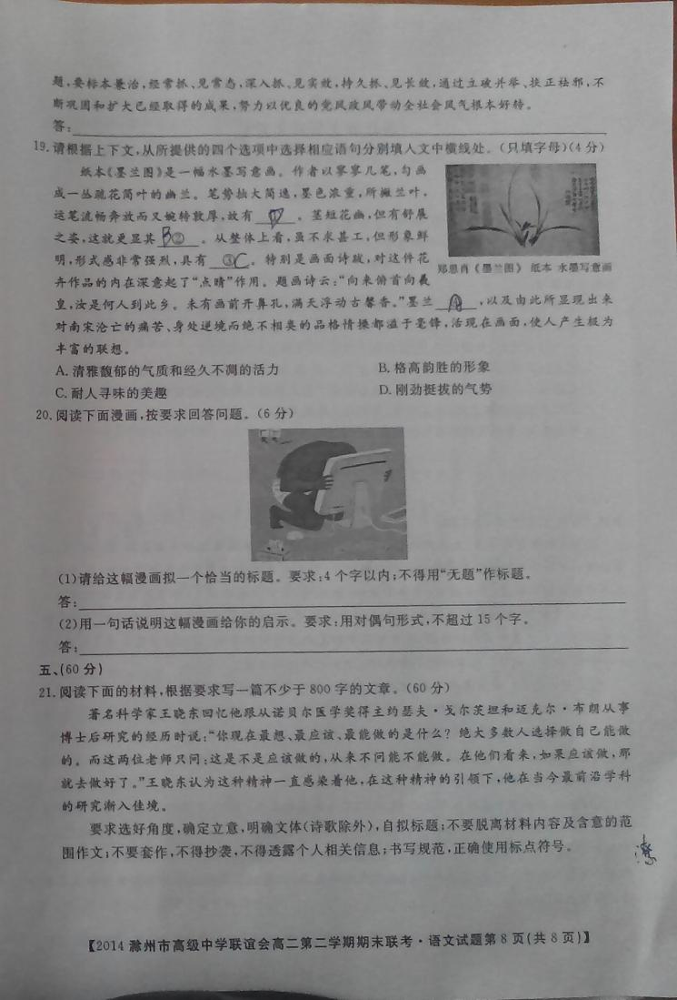 题,要标本兼治,经常抓、见常态,深入抓、见实效,持久抓、见长效,通过立破并举、扶正祛邪,不
断巩固和扩大已经取得的成果,努力以优良的党风政风带动全社会风气根本好转。
答:
19.请根据上下文,从所提供的四个选项中选择相应语句分别填人文中横线处。(只填字母)(4分)
纸本《墨兰图》是一幅水墨写意画。作者以寥寥几笔,勾画
成一丛疏花简叶的幽兰。笔势拙大简逸,墨色浓重,所撇兰叶,
运笔流畅奔放而又婉转敦厚,故有 D 。茎短花幽,但有舒展
之姿,这就更显其 B② 。从整体上看,虽不求甚工,但形象鲜
明,形式感非常强烈,具有 ③C 。特别是画面诗跋,对这件花
卉作品的内在深意起了“点睛”作用。题画诗云:“向来俯首问羲
皇,汝是何人到此乡。未有画前开鼻孔,满天浮动古馨香。”墨兰 A ,以及由此所显现出来
对南宋沦亡的痛苦、身处逆境而绝不相类的品格情操都溢于毫锋,活现在画面,使人产生极为
丰富的联想。
郑思肖《墨兰图》 纸本 水墨写意画
A.清雅馥郁的气质和经久不凋的活力
B.格高韵胜的形象
C.耐人寻味的美趣
D.刚劲挺拔的气势
20.阅读下面漫画,按要求回答问题。(6分)
(1)请给这幅漫画拟一个恰当的标题。要求:4个字以内;不得用“无题”作标题。
答:
(2)用一句话说明这幅漫画给你的启示。要求:用对偶句形式,不超过15个字。
答:
五、(60分)
21.阅读下面的材料,根据要求写一篇不少于800字的文章。(60分)
著名科学家王晓东回忆他跟从诺贝尔医学奖得主约瑟夫·戈尔茨坦和迈克尔·布朗从事
博士后研究的经历时说:“你现在最想、最应该、最能做的是什么?绝大多数人选择做自己能做
的。而这两位老师只问:这是不是应该做的,从来不问能不能做。在他们看来,如果应该做,那
就去做好了。”王晓东认为这种精神一直感染着他,在这种精神的引领下,他在当今最前沿学科
的研究渐入佳境。
要求选好角度,确定立意,明确文体(诗歌除外),自拟标题;不要脱离材料内容及含意的范
围作文;不要套作,不得抄袭,不得透露个人相关信息;书写规范,正确使用标点符号。
【2014滁州市高级中学联谊会高二第二学期期末联考·语文试题第8页(共8页)】